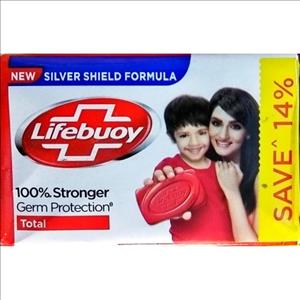 NEW SILVER SHIELD FORMULA
Lifebuoy
100% Stronger
Germ Protection#
Total
SAVE^ 14%